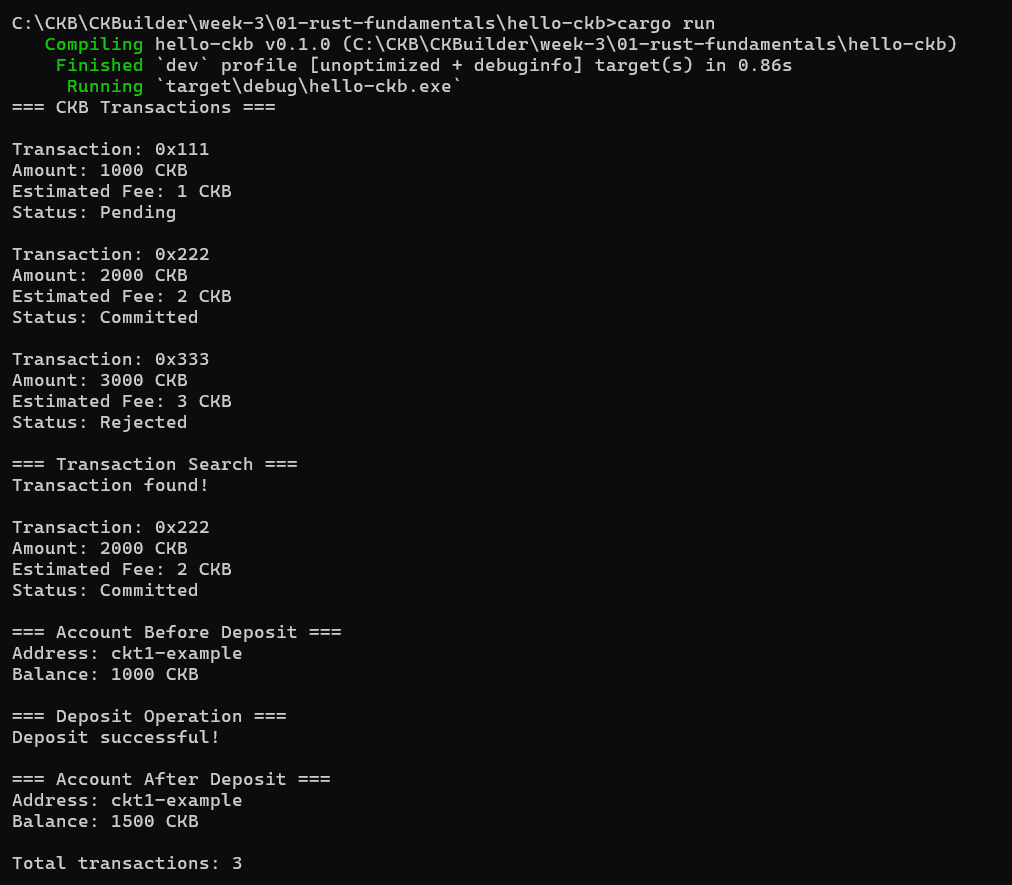 C:\CKB\CKBuilder\week-3\01-rust-fundamentals\hello-ckb>cargo run
   Compiling hello-ckb v0.1.0 (C:\CKB\CKBuilder\week-3\01-rust-fundamentals\hello-ckb)
    Finished `dev` profile [unoptimized + debuginfo] target(s) in 0.86s
     Running `target\debug\hello-ckb.exe`
=== CKB Transactions ===

Transaction: 0x111
Amount: 1000 CKB
Estimated Fee: 1 CKB
Status: Pending

Transaction: 0x222
Amount: 2000 CKB
Estimated Fee: 2 CKB
Status: Committed

Transaction: 0x333
Amount: 3000 CKB
Estimated Fee: 3 CKB
Status: Rejected

=== Transaction Search ===
Transaction found!

Transaction: 0x222
Amount: 2000 CKB
Estimated Fee: 2 CKB
Status: Committed

=== Account Before Deposit ===
Address: ckt1-example
Balance: 1000 CKB

=== Deposit Operation ===
Deposit successful!

=== Account After Deposit ===
Address: ckt1-example
Balance: 1500 CKB

Total transactions: 3